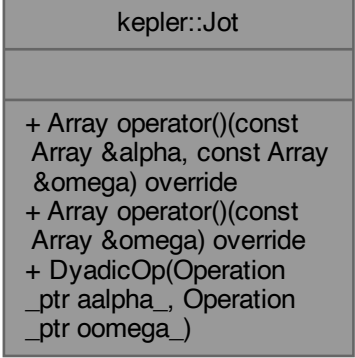 kepler::Jot
+ Array operator()(const
Array &alpha, const Array
&omega) override
+ Array operator()(const
Array &omega) override
+ DyadicOp(Operation
_ptr aalpha_, Operation
_ptr oomega_)